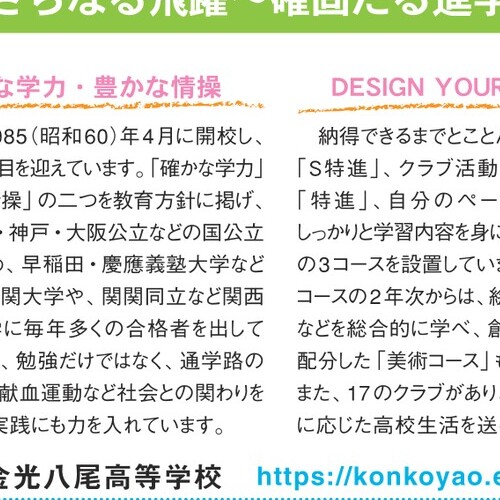 さらなる飛躍～確固たる進学
な学力・豊かな情操
985（昭和60）年4月に開校し、
目を迎えています。「確かな学力」
操」の二つを教育方針に掲げ、
・神戸・大阪公立などの国公立
め、早稲田・慶應義塾大学など
関大学や、関関同立など関西
学に毎年多くの合格者を出して
、勉強だけではなく、通学路の
献血運動など社会との関わりを
実践にも力を入れています。
DESIGN YOUR
納得できるまでとことん
「S特進」、クラブ活動
「特進」、自分のペー
しっかりと学習内容を身に
の3コースを設置していま
コースの2年次からは、絵
などを総合的に学べ、創
配分した「美術コース」も
また、17のクラブがあり、
に応じた高校生活を送
金光八尾高等学校 https://konkoyao.e